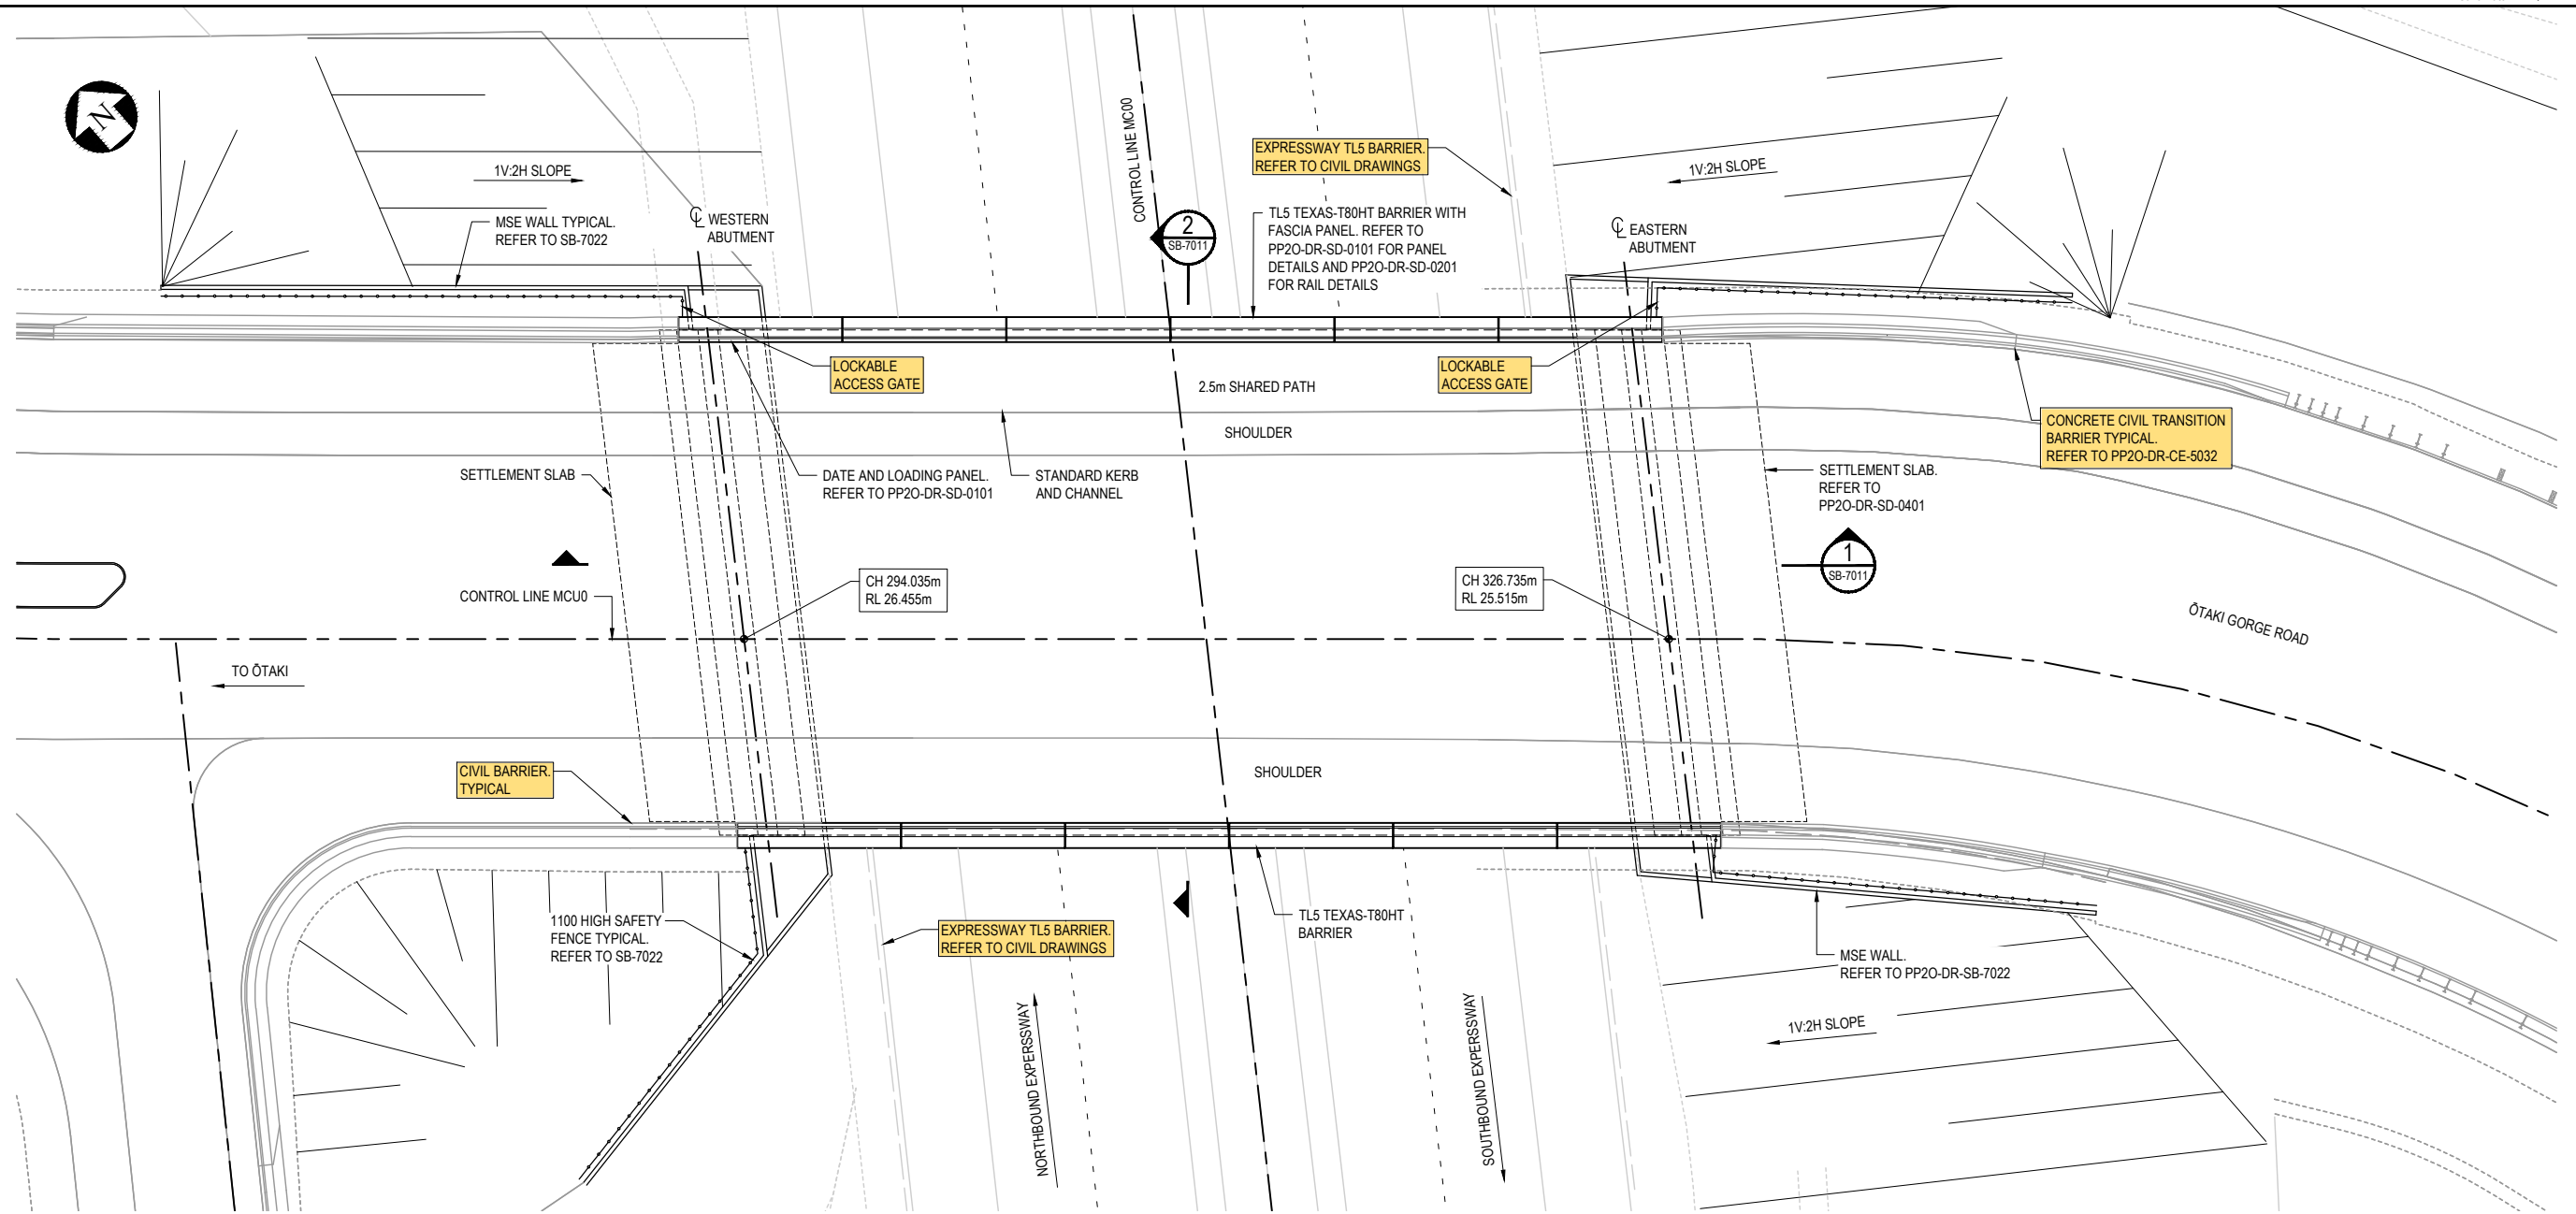 N
1V:2H SLOPE
MSE WALL TYPICAL.
REFER TO SB-7022
℄ WESTERN
ABUTMENT
CONTROL LINE MC00
2
SB-7011
EXPRESSWAY TL5 BARRIER.
REFER TO CIVIL DRAWINGS
TL5 TEXAS-T80HT BARRIER WITH
FASCIA PANEL. REFER TO
PP2O-DR-SD-0101 FOR PANEL
DETAILS AND PP2O-DR-SD-0201
FOR RAIL DETAILS
℄ EASTERN
ABUTMENT
1V:2H SLOPE
LOCKABLE
ACCESS GATE
2.5m SHARED PATH
LOCKABLE
ACCESS GATE
SHOULDER
CONCRETE CIVIL TRANSITION
BARRIER TYPICAL.
REFER TO PP2O-DR-CE-5032
SETTLEMENT SLAB
DATE AND LOADING PANEL.
REFER TO PP2O-DR-SD-0101
STANDARD KERB
AND CHANNEL
SETTLEMENT SLAB.
REFER TO
PP2O-DR-SD-0401
1
SB-7011
CONTROL LINE MCU0
CH 294.035m
RL 26.455m
CH 326.735m
RL 25.515m
ŌTAKI GORGE ROAD
TO ŌTAKI
CIVIL BARRIER.
TYPICAL
SHOULDER
1100 HIGH SAFETY
FENCE TYPICAL.
REFER TO SB-7022
EXPRESSWAY TL5 BARRIER.
REFER TO CIVIL DRAWINGS
TL5 TEXAS-T80HT
BARRIER
MSE WALL.
REFER TO PP2O-DR-SB-7022
NORTHBOUND EXPERSSWAY
SOUTHBOUND EXPERSSWAY
1V:2H SLOPE